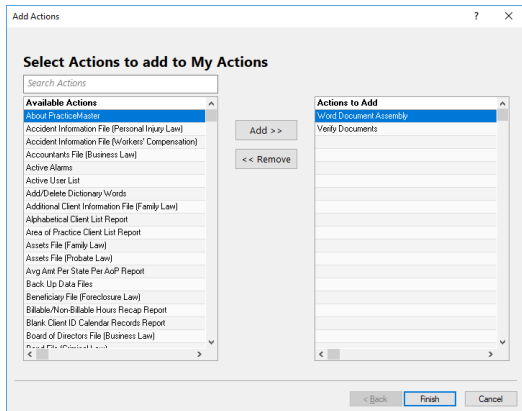 Add Actions
?
X
Select Actions to add to My Actions
Search Actions
Available Actions
About PracticeMaster
Accident Information File (Personal Injury Law)
Accident Information File (Workers' Compensation)
Accountants File (Business Law)
Active Alarms
Active User List
Add/Delete Dictionary Words
Additional Client Information File (Family Law)
Alphabetical Client List Report
Area of Practice Client List Report
Assets File (Family Law)
Assets File (Probate Law)
Avg Amt Per State Per AoP Report
Back Up Data Files
Beneficiary File (Foreclosure Law)
Billable/Non-Billable Hours Recap Report
Blank Client ID Calendar Records Report
Board of Directors File (Business Law)
Add >>
<< Remove
Actions to Add
Word Document Assembly
Verify Documents
< Back
Finish
Cancel